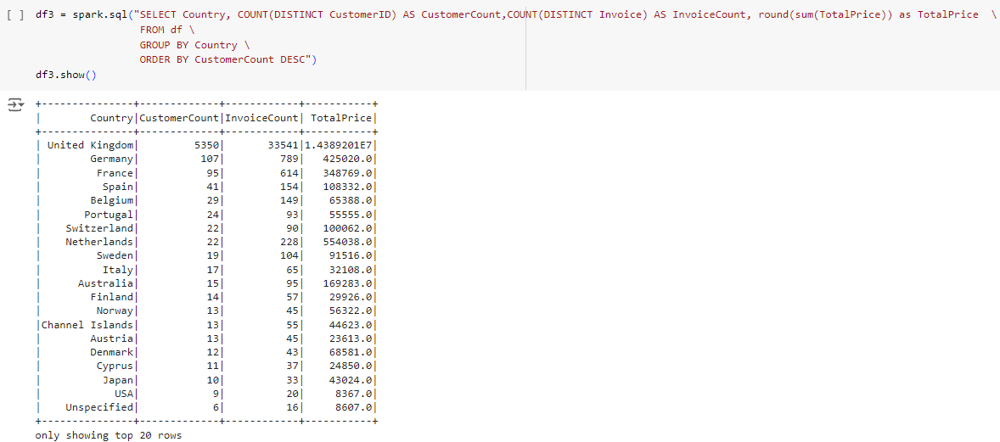 [ ] df3 = spark.sql("SELECT Country, COUNT(DISTINCT CustomerID) AS CustomerCount,COUNT(DISTINCT Invoice) AS InvoiceCount, round(sum(TotalPrice)) as TotalPrice  \
                FROM df \
                GROUP BY Country \
                ORDER BY CustomerCount DESC")
df3.show()
+---------------+-------------+------------+-----------+
|        Country|CustomerCount|InvoiceCount| TotalPrice|
+---------------+-------------+------------+-----------+
| United Kingdom|         5350|       33541|1.4389201E7|
|        Germany|          107|         789|   425020.0|
|         France|           95|         614|   348769.0|
|          Spain|           41|         154|   108332.0|
|        Belgium|           29|         149|    65388.0|
|       Portugal|           24|          93|    55555.0|
|    Switzerland|           22|          90|   100062.0|
|    Netherlands|           22|         228|   554038.0|
|         Sweden|           19|         104|    91516.0|
|          Italy|           17|          65|    32108.0|
|      Australia|           15|          95|   169283.0|
|        Finland|           14|          57|    29926.0|
|         Norway|           13|          45|    56322.0|
|Channel Islands|           13|          55|    44623.0|
|        Austria|           13|          45|    23613.0|
|        Denmark|           12|          43|    68581.0|
|         Cyprus|           11|          37|    24850.0|
|          Japan|           10|          33|    43024.0|
|            USA|            9|          20|     8367.0|
|    Unspecified|            6|          16|     8607.0|
+---------------+-------------+------------+-----------+
only showing top 20 rows